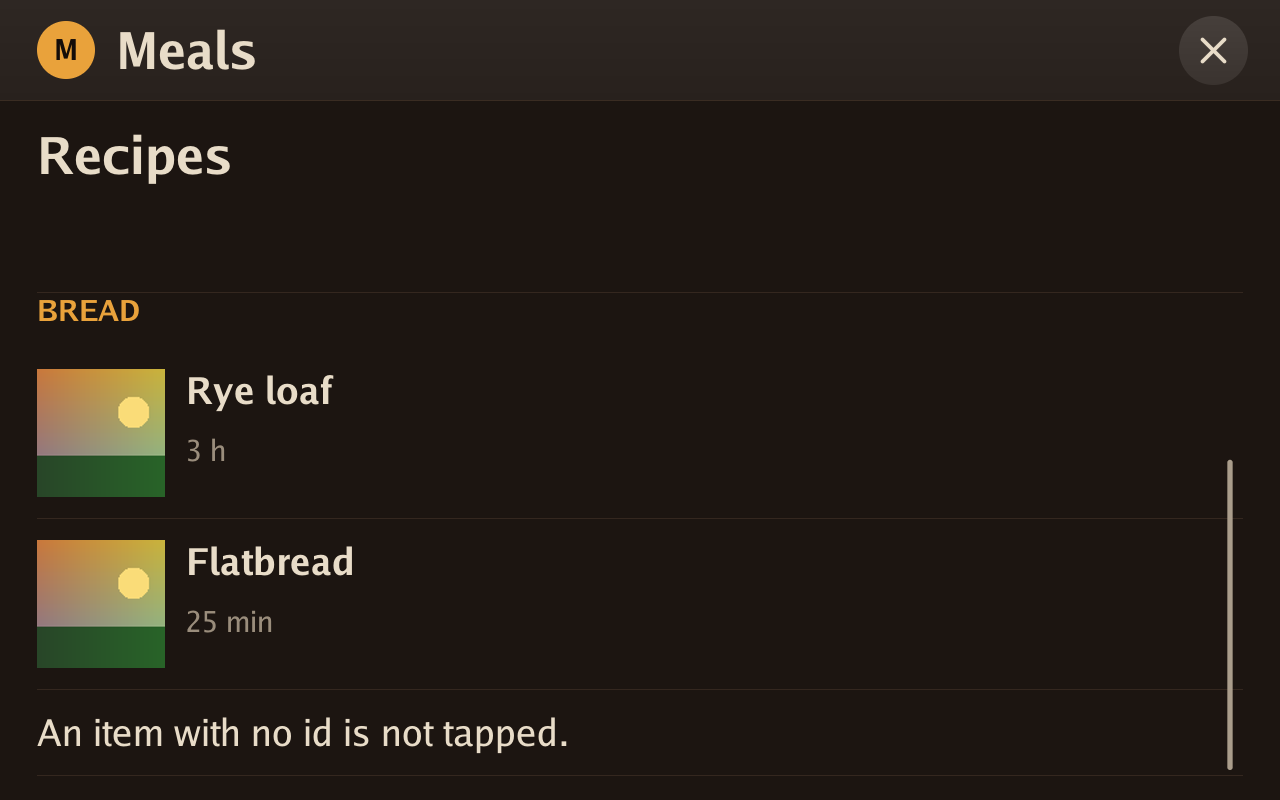 M
Meals
Recipes
BREAD
Rye loaf
3 h
Flatbread
25 min
An item with no id is not tapped.